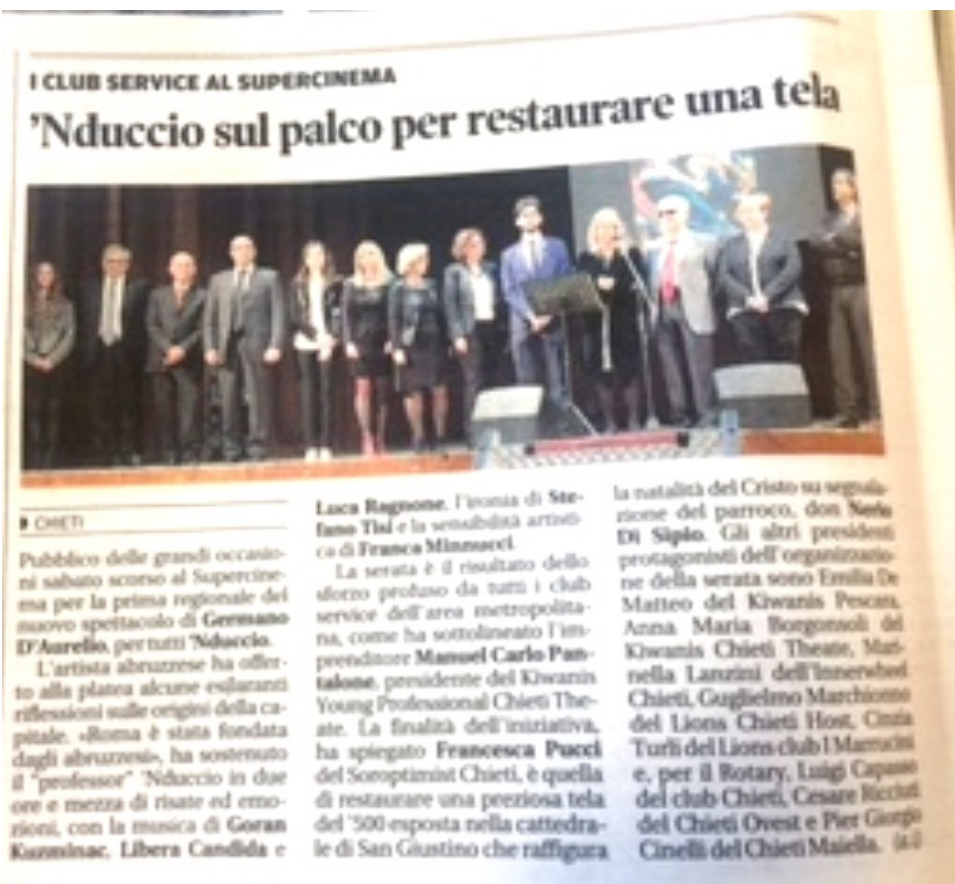 I CLUB SERVICE AL SUPERCINEMA
'Nduccio sul palco per restaurare una tela
CHIETI
Pubblico delle grandi occasio-
ni sabato scorso al Supercine-
ma per la prima regionale del
nuovo spettacolo di Germano
D'Aurelio, per tutti 'Nduccio.
L'artista abruzzese ha offer-
to alla platea alcune esilaranti
riflessioni sulle origini della ca-
pitale. «Roma è stata fondata
dagli abruzzesi», ha sostenuto
il "professor" 'Nduccio in due
ore e mezza di risate ed emo-
zioni, con la musica di Goran
Kuzminac, Libera Candida e
Luca Ragnone, l'ironia di Ste-
fano Tisi e la sensibilità artisti-
ca di Franca Minnucci.
La serata è il risultato dello
sforzo profuso da tutti i club
service dell'area metropolita-
na, come ha sottolineato l'im-
prenditore Manuel Carlo Pan-
talone, presidente del Kiwanis
Young Professional Chieti The-
ate. La finalità dell'iniziativa,
ha spiegato Francesca Pucci
del Soroptimist Chieti, è quella
di restaurare una preziosa tela
del '500 esposta nella cattedra-
le di San Giustino che raffigura
la natalità del Cristo su segnala-
zione del parroco, don Nerio
Di Sipio. Gli altri presidenti
protagonisti dell'organizzazio-
ne della serata sono Emilia De
Matteo del Kiwanis Pescara,
Anna Maria Borgonsoli del
Kiwanis Chieti Theate, Mari-
nella Lanzini dell'Innerwheel
Chieti, Guglielmo Marchionno
del Lions Chieti Host, Cinzia
Turli del Lions club I Marrucini
e, per il Rotary, Luigi Capasso
del club Chieti, Cesare Ricciuti
del Chieti Ovest e Pier Giorgio
Cinelli del Chieti Maiella.